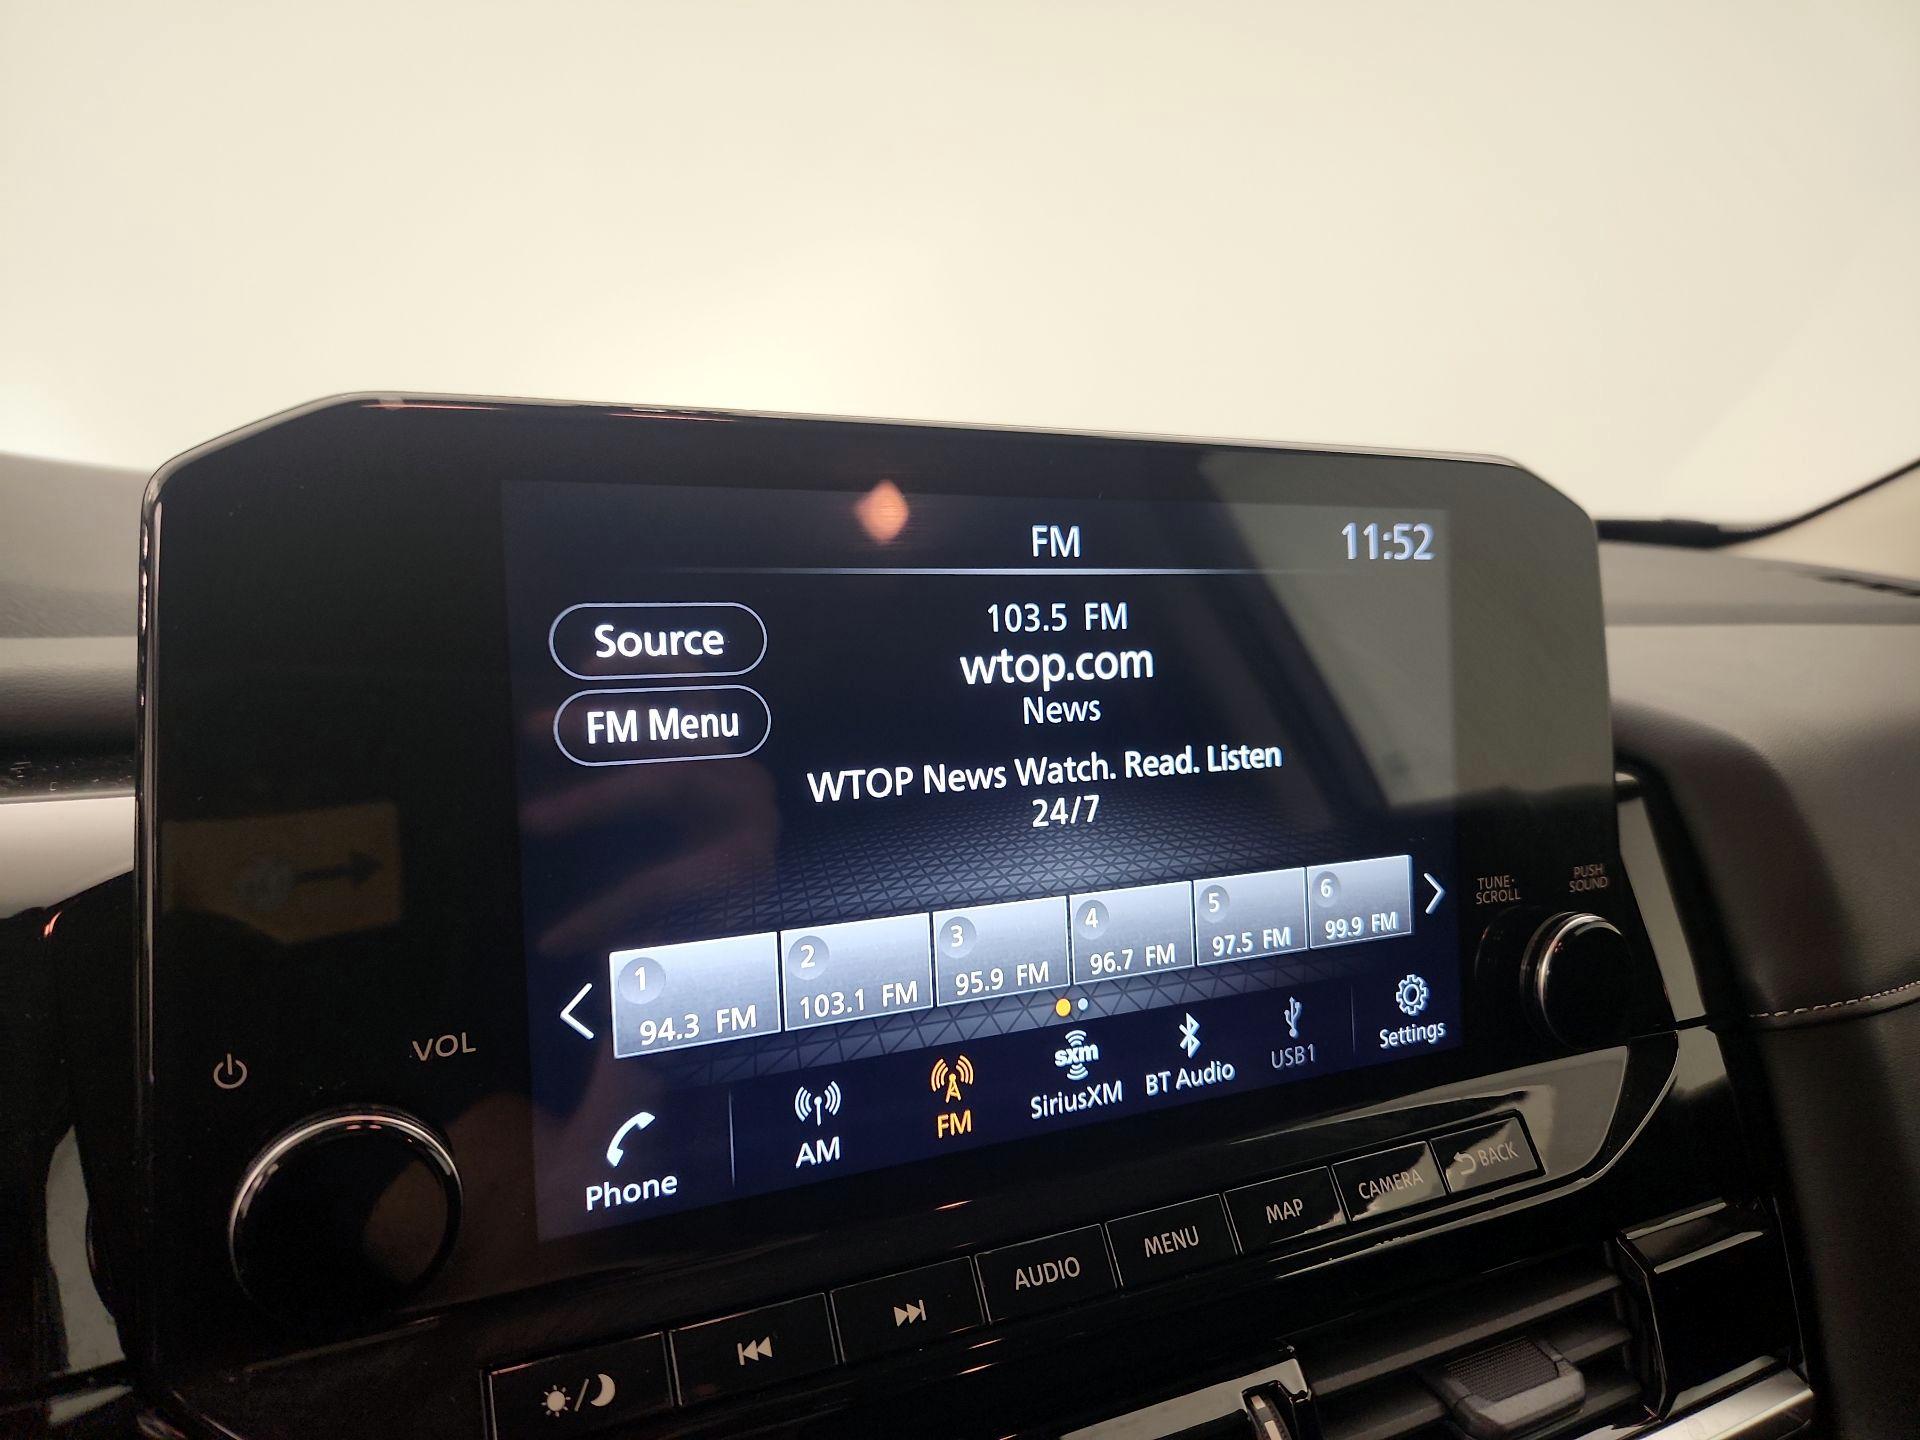 FM
11:52
Source
FM Menu
103.5 FM
wtop.com
News
WTOP News Watch. Read. Listen
24/7
1
94.3 FM
2
103.1 FM
3
95.9 FM
4
96.7 FM
5
97.5 FM
6
99.9 FM
Phone
AM
FM
sxm
SiriusXM
BT Audio
USB1
Settings
VOL
TUNE·
SCROLL
PUSH
SOUND
AUDIO
MENU
MAP
CAMERA
BACK